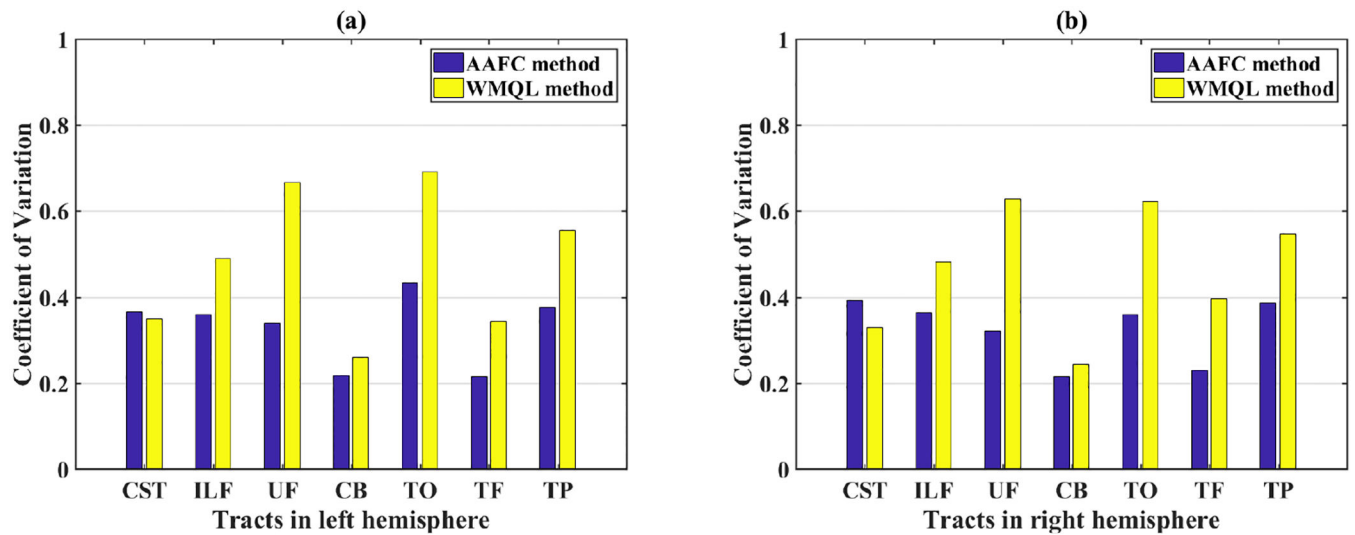 (a)
1
0.8
0.6
0.4
0.2
0
Coefficient of Variation
AAFC method
WMQL method
CST ILF UF CB TO TF TP
Tracts in left hemisphere
(b)
1
0.8
0.6
0.4
0.2
0
Coefficient of Variation
AAFC method
WMQL method
CST ILF UF CB TO TF TP
Tracts in right hemisphere